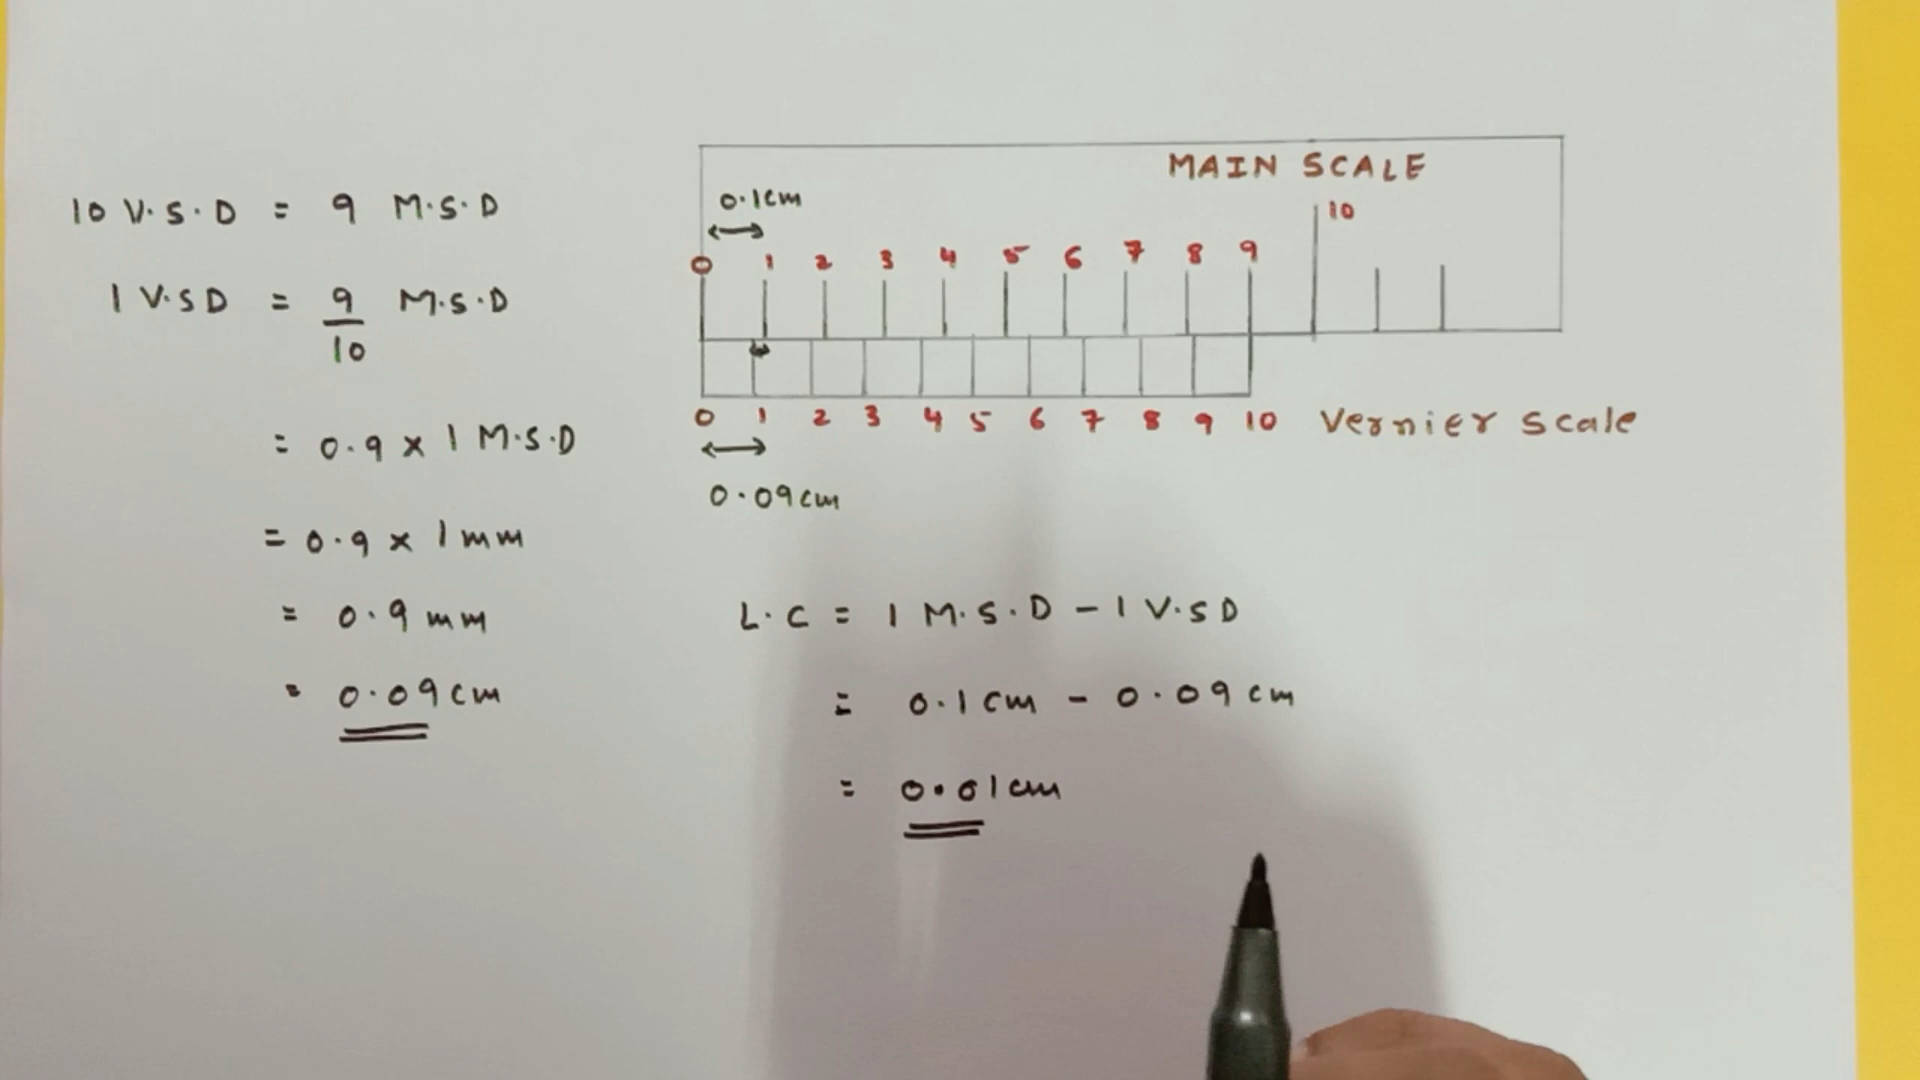 10 V.S.D = 9 M.S.D
1 V.S D = 9/10 M.S.D
= 0.9 x 1 M.S.D
= 0.9 x 1 mm
= 0.9 mm
= 0.09 cm
MAIN SCALE
0.1cm
10
0 1 2 3 4 5 6 7 8 9
0 1 2 3 4 5 6 7 8 9 10 Vernier Scale
0.09 cm
L.C = 1 M.S.D - 1 V.S D
= 0.1 cm - 0.09 cm
= 0.01 cm